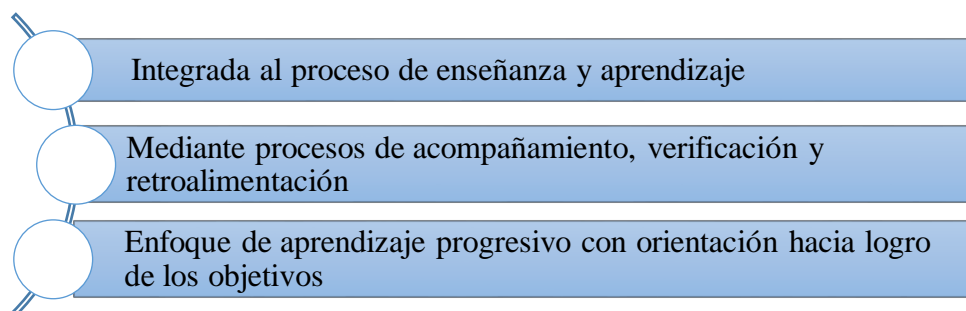 Integrada al proceso de enseñanza y aprendizaje
Mediante procesos de acompañamiento, verificación y
retroalimentación
Enfoque de aprendizaje progresivo con orientación hacia logro
de los objetivos